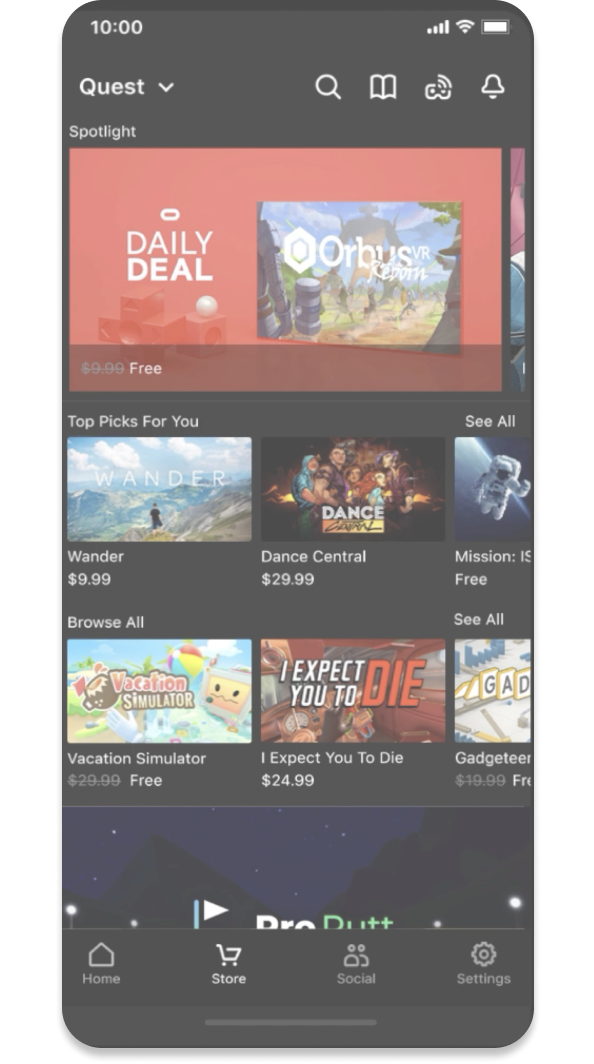 10:00
Quest
Spotlight
DAILY
DEAL
OrbusVR
Reborn
$9.99 Free
Top Picks For You
See All
WANDER
DANCE
CENTRAL
Wander
Dance Central
Mission: IS
$9.99
$29.99
Free
Browse All
See All
Vacation
SIMULATOR
I EXPECT
YOU TO DIE
GAD
Vacation Simulator
I Expect You To Die
Gadgeteer
$29.99 Free
$24.99
$19.99 Fre
Pro Putt
Home
Store
Social
Settings